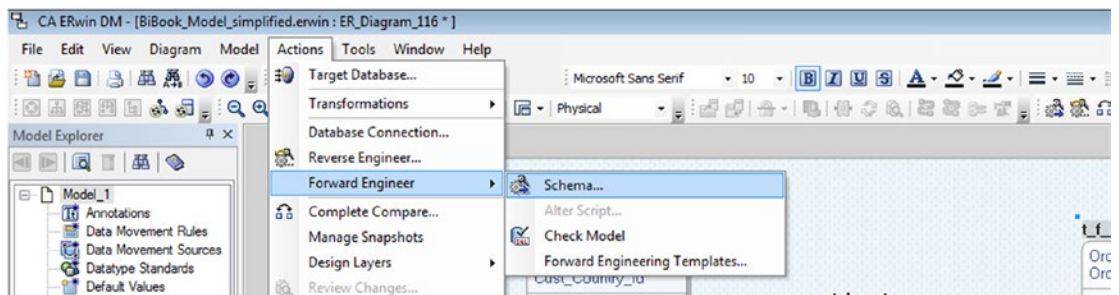 CA ERwin DM - [BiBook_Model_simplified.erwin : ER_Diagram_116 * ]
File Edit View Diagram Model Actions Tools Window Help
Target Database...
Microsoft Sans Serif 10 B I U S A
Transformations
Physical
Model Explorer
Database Connection...
Reverse Engineer...
Forward Engineer
Schema...
Model_1
Annotations
Complete Compare...
Alter Script...
Data Movement Rules
Manage Snapshots
Check Model
Data Movement Sources
Design Layers
Forward Engineering Templates...
Datatype Standards
Default Values
Review Changes...
Cust_Country_Id